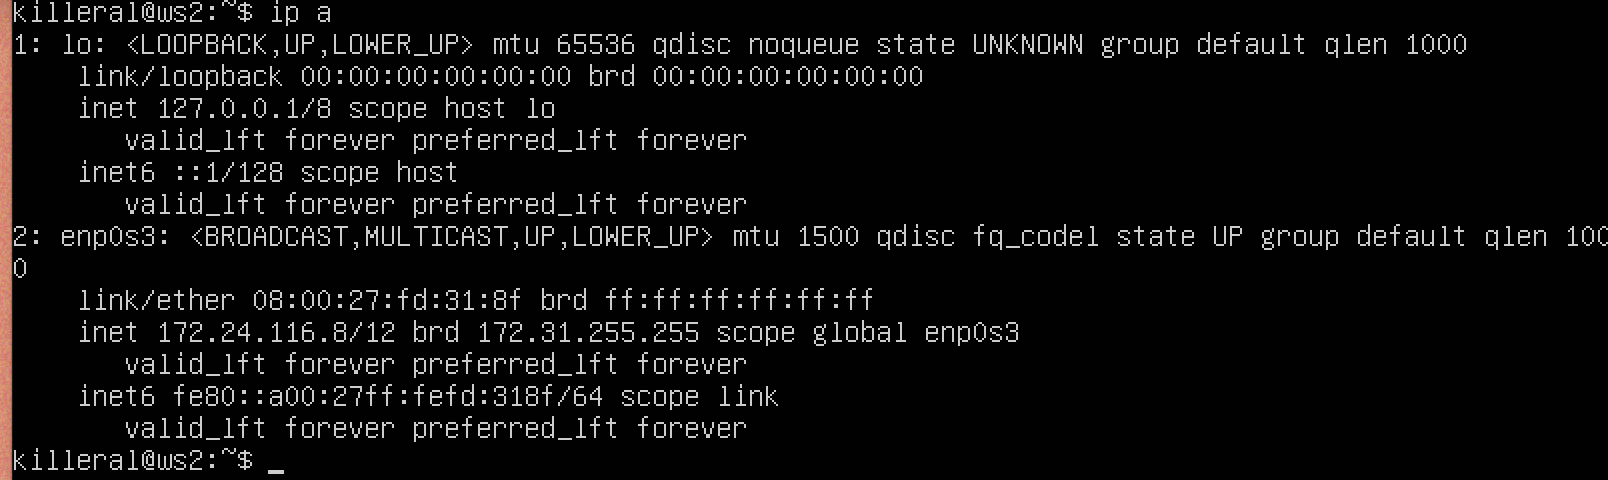 killeral@ws2:~$ ip a
1: lo: <LOOPBACK,UP,LOWER_UP> mtu 65536 qdisc noqueue state UNKNOWN group default qlen 1000
    link/loopback 00:00:00:00:00:00 brd 00:00:00:00:00:00
    inet 127.0.0.1/8 scope host lo
       valid_lft forever preferred_lft forever
    inet6 ::1/128 scope host
       valid_lft forever preferred_lft forever
2: enp0s3: <BROADCAST,MULTICAST,UP,LOWER_UP> mtu 1500 qdisc fq_codel state UP group default qlen 100
0
    link/ether 08:00:27:fd:31:8f brd ff:ff:ff:ff:ff:ff
    inet 172.24.116.8/12 brd 172.31.255.255 scope global enp0s3
       valid_lft forever preferred_lft forever
    inet6 fe80::a00:27ff:fefd:318f/64 scope link
       valid_lft forever preferred_lft forever
killeral@ws2:~$ _